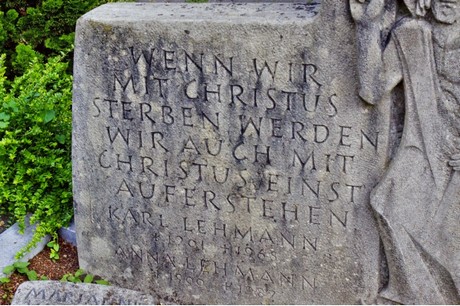 WENN WIR
MIT CHRISTUS
STERBEN WERDEN
WIR AUCH MIT
CHRISTUS EINST
AUFERSTEHEN
KARL LEHMANN
ANNA LEHMANN